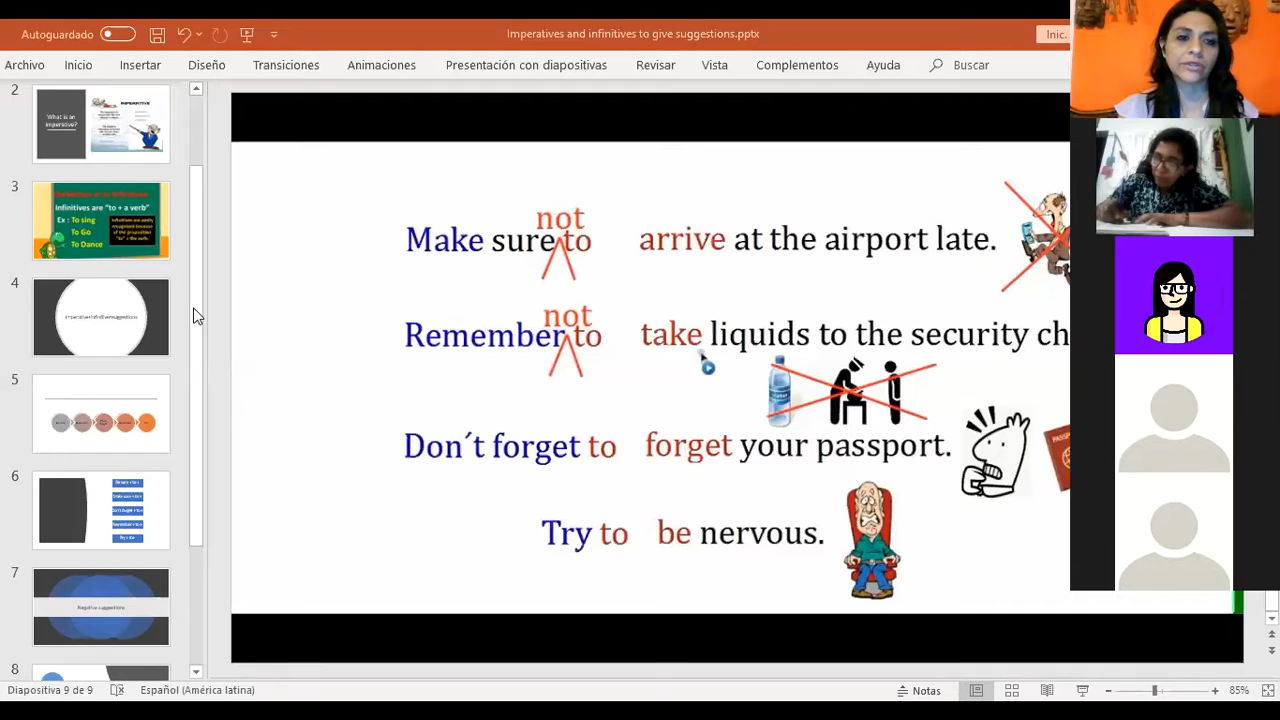 Autoguardado
Imperatives and infinitives to give suggestions.pptx
Inic.
Archivo Inicio Insertar Diseño Transiciones Animaciones Presentación con diapositivas Revisar Vista Complementos Ayuda Buscar
2
What is an
imperative?
IMPERATIVE
3
Infinitives are "to + a verb"
Ex : To sing
To Go
To Dance
4
5
6
7
Negative suggestions
8
not
Make sure to arrive at the airport late.
not
Remember to take liquids to the security ch
Don´t forget to forget your passport.
PASSPORT
Try to be nervous.
Diapositiva 9 de 9 Español (América latina)
Notas
85%